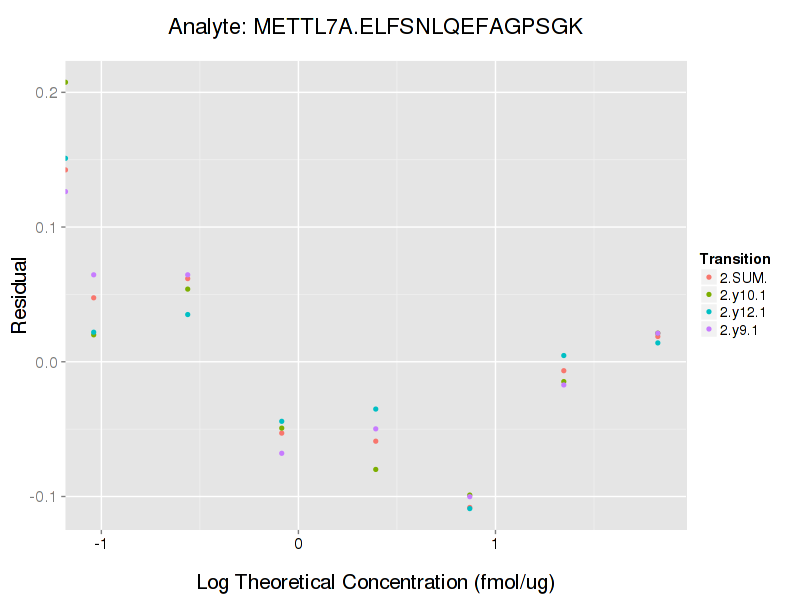 Analyte: METTL7A.ELFSNLQEFAGPSGK
0.2
0.1
0.0
-0.1
Residual
-1
0
1
Log Theoretical Concentration (fmol/ug)
Transition
2.SUM.
2.y10.1
2.y12.1
2.y9.1